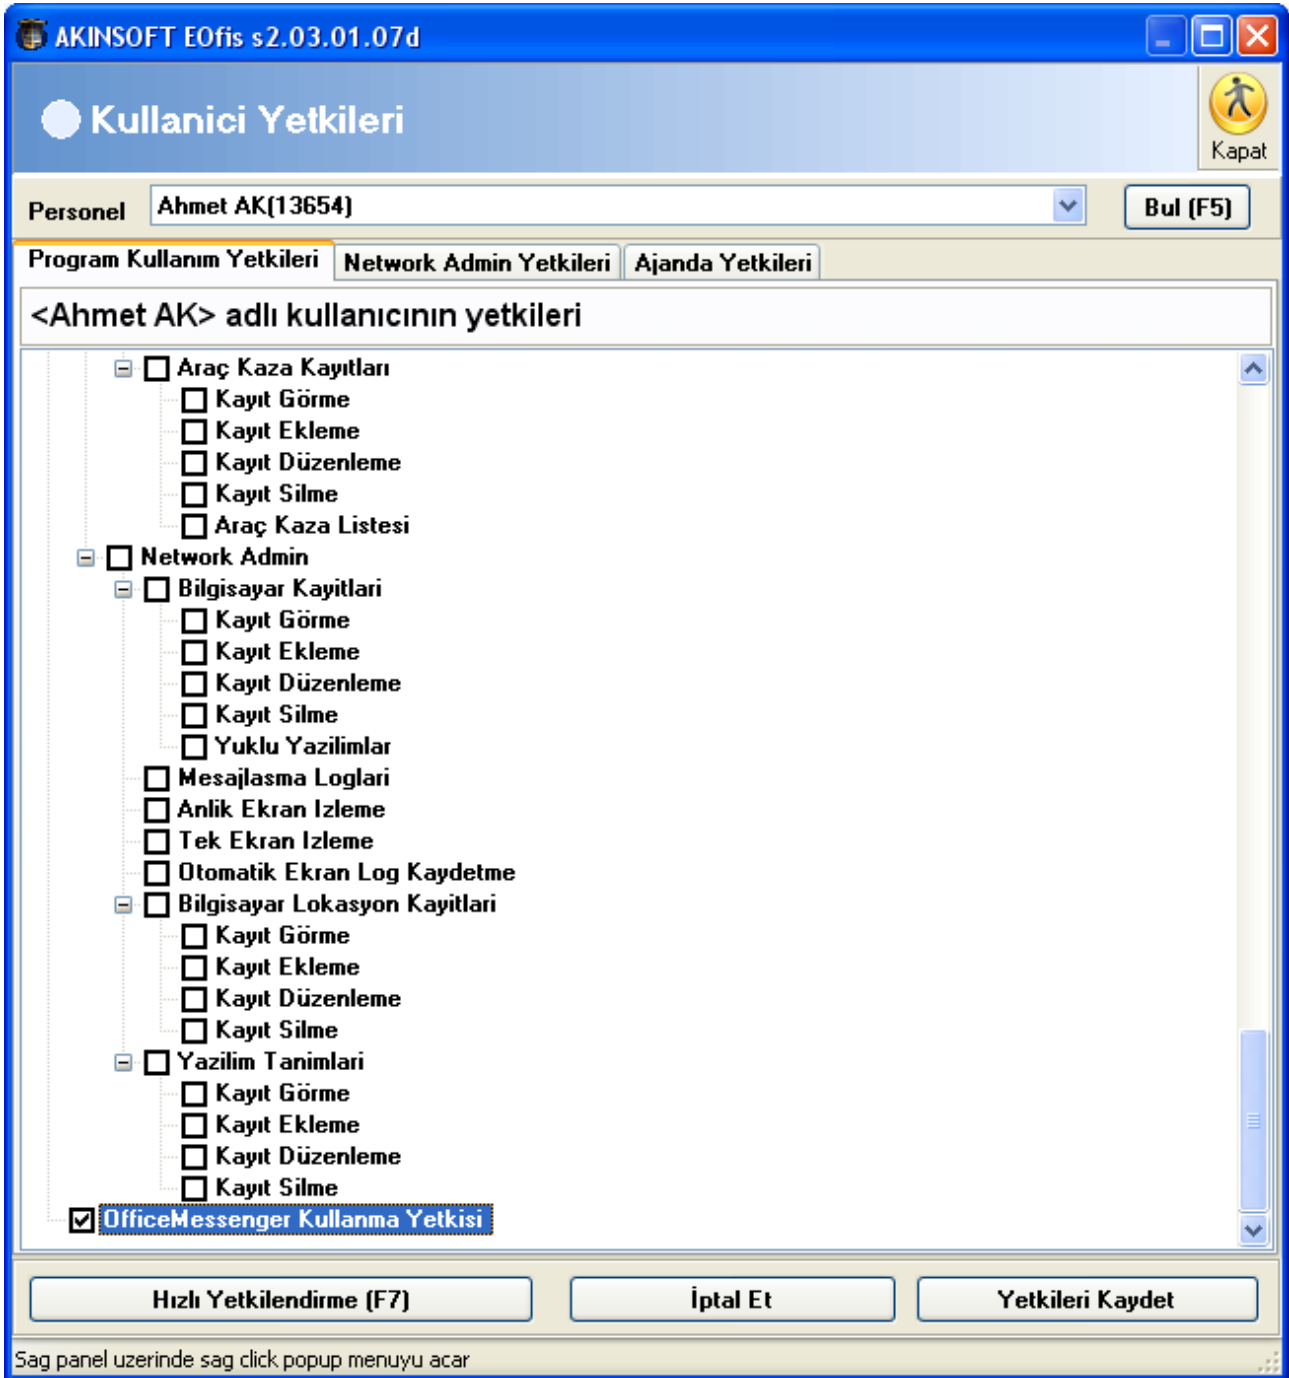 AKINSOFT EOfis s2.03.01.07d
Kullanici Yetkileri
Kapat
Personel Ahmet AK(13654) Bul (F5)
Program Kullanım Yetkileri Network Admin Yetkileri Ajanda Yetkileri
<Ahmet AK> adlı kullanıcının yetkileri
Araç Kaza Kayıtları
Kayıt Görme
Kayıt Ekleme
Kayıt Düzenleme
Kayıt Silme
Araç Kaza Listesi
Network Admin
Bilgisayar Kayitlari
Kayıt Görme
Kayıt Ekleme
Kayıt Düzenleme
Kayıt Silme
Yuklu Yazilimlar
Mesajlasma Loglari
Anlik Ekran Izleme
Tek Ekran Izleme
Otomatik Ekran Log Kaydetme
Bilgisayar Lokasyon Kayitlari
Kayıt Görme
Kayıt Ekleme
Kayıt Düzenleme
Kayıt Silme
Yazilim Tanimlari
Kayıt Görme
Kayıt Ekleme
Kayıt Düzenleme
Kayıt Silme
OfficeMessenger Kullanma Yetkisi
Hızlı Yetkilendirme (F7) İptal Et Yetkileri Kaydet
Sag panel uzerinde sag click popup menuyu acar